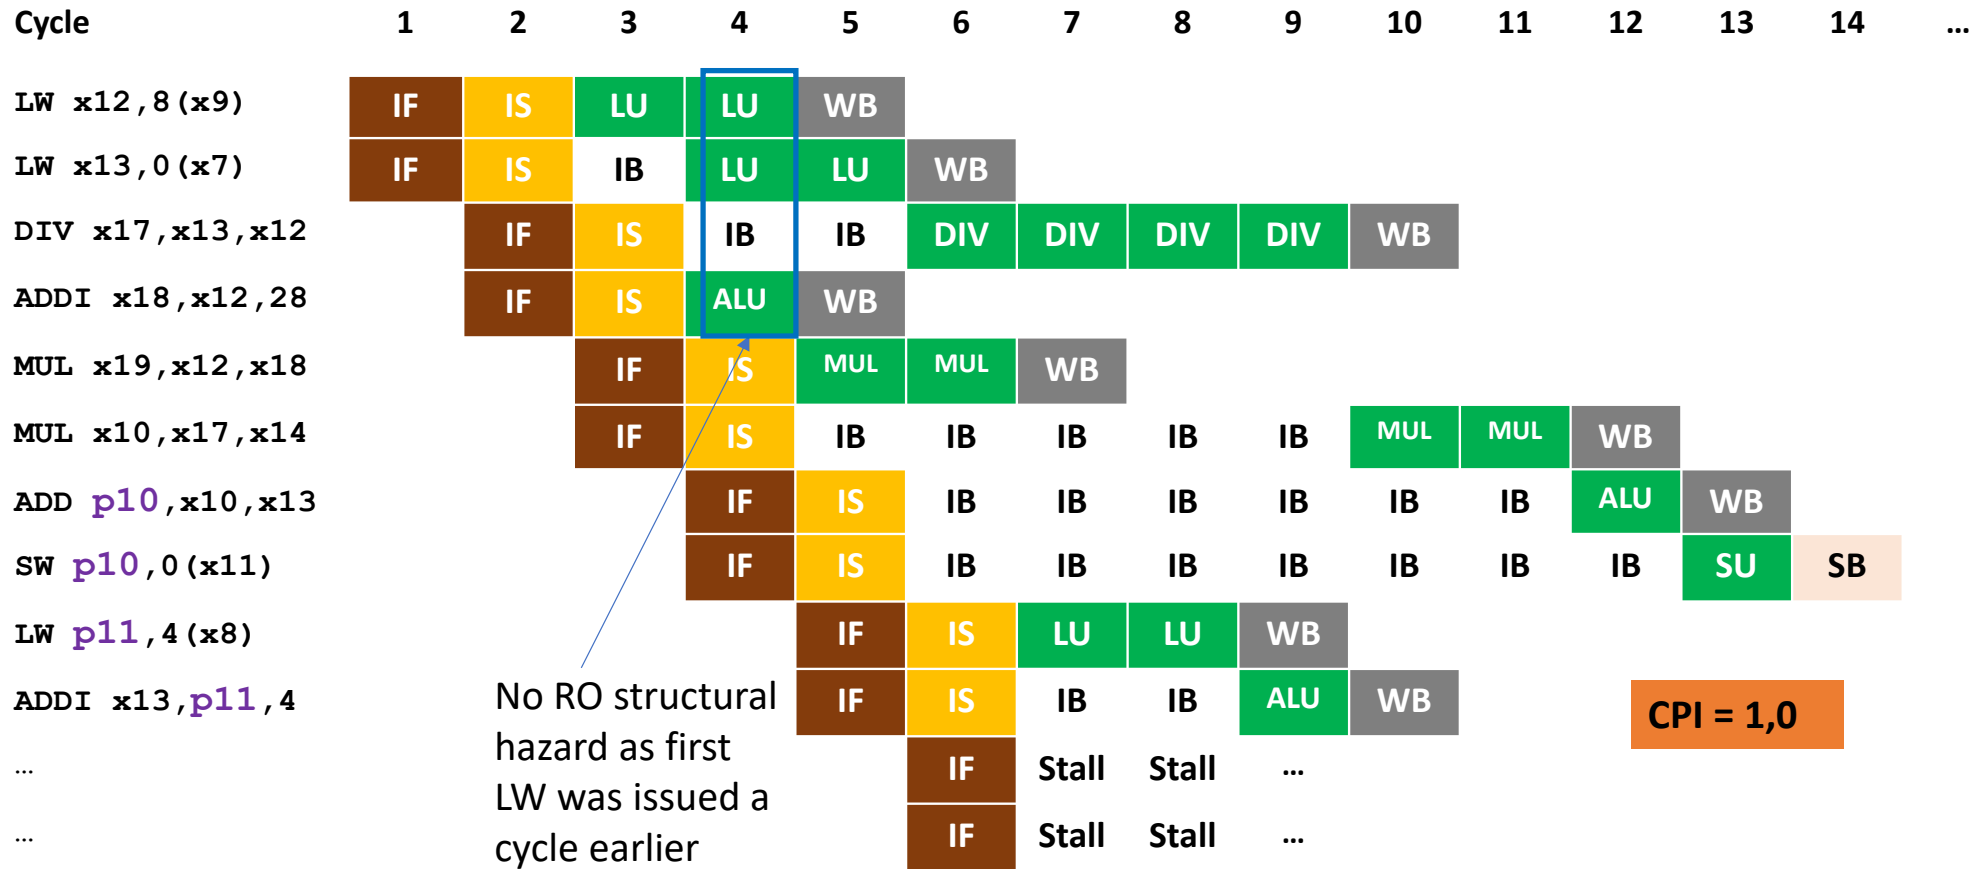 Cycle 1 2 3 4 5 6 7 8 9 10 11 12 13 14 ...
LW x12,8(x9) IF IS LU LU WB
LW x13,0(x7) IF IS IB LU LU WB
DIV x17,x13,x12 IF IS IB IB DIV DIV DIV DIV WB
ADDI x18,x12,28 IF IS ALU WB
MUL x19,x12,x18 IF IS MUL MUL WB
MUL x10,x17,x14 IF IS IB IB IB IB IB MUL MUL WB
ADD p10,x10,x13 IF IS IB IB IB IB IB IB ALU WB
SW p10,0(x11) IF IS IB IB IB IB IB IB IB SU SB
LW p11,4(x8) IF IS LU LU WB
ADDI x13,p11,4 IF IS IB IB ALU WB
... IF Stall Stall ...
... IF Stall Stall ...
No RO structural
hazard as first
LW was issued a
cycle earlier
CPI = 1,0